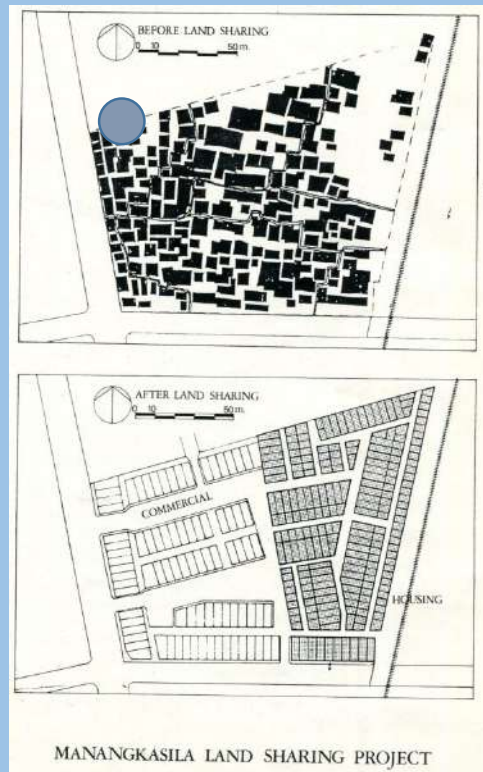 BEFORE LAND SHARING
0 10 50 m.
AFTER LAND SHARING
0 10 50 m.
COMMERCIAL
HOUSING
MANANGKASILA LAND SHARING PROJECT